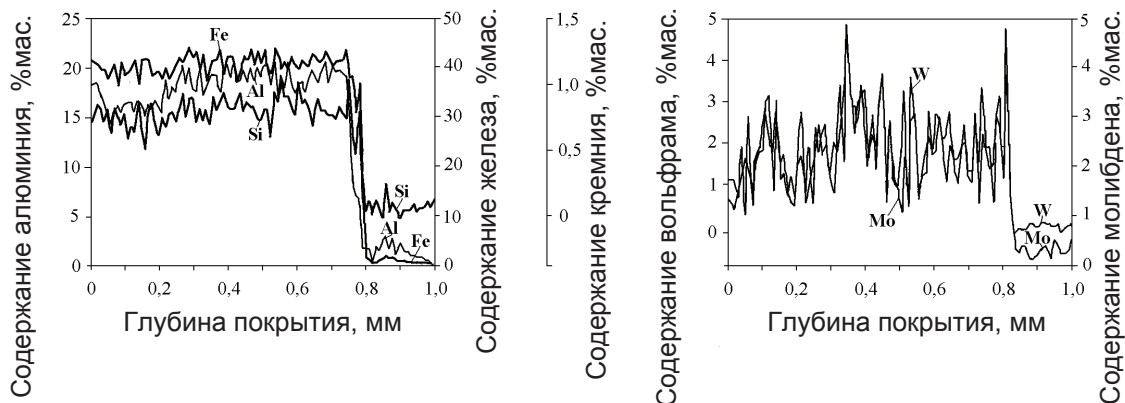 Содержание алюминия, %мас.
25
20
15
10
5
0
Fe
Al
Si
Si
Al
Fe
50
40
30
20
10
0
Содержание железа, %мас.
1,5
1,0
0,5
0
Содержание кремния, %мас.
0 0,2 0,4 0,6 0,8 1,0
Глубина покрытия, мм
Содержание вольфрама, %мас.
5
4
3
2
1
0
W
Mo
W
Mo
5
4
3
2
1
0
Содержание молибдена, %мас.
0 0,2 0,4 0,6 0,8 1,0
Глубина покрытия, мм